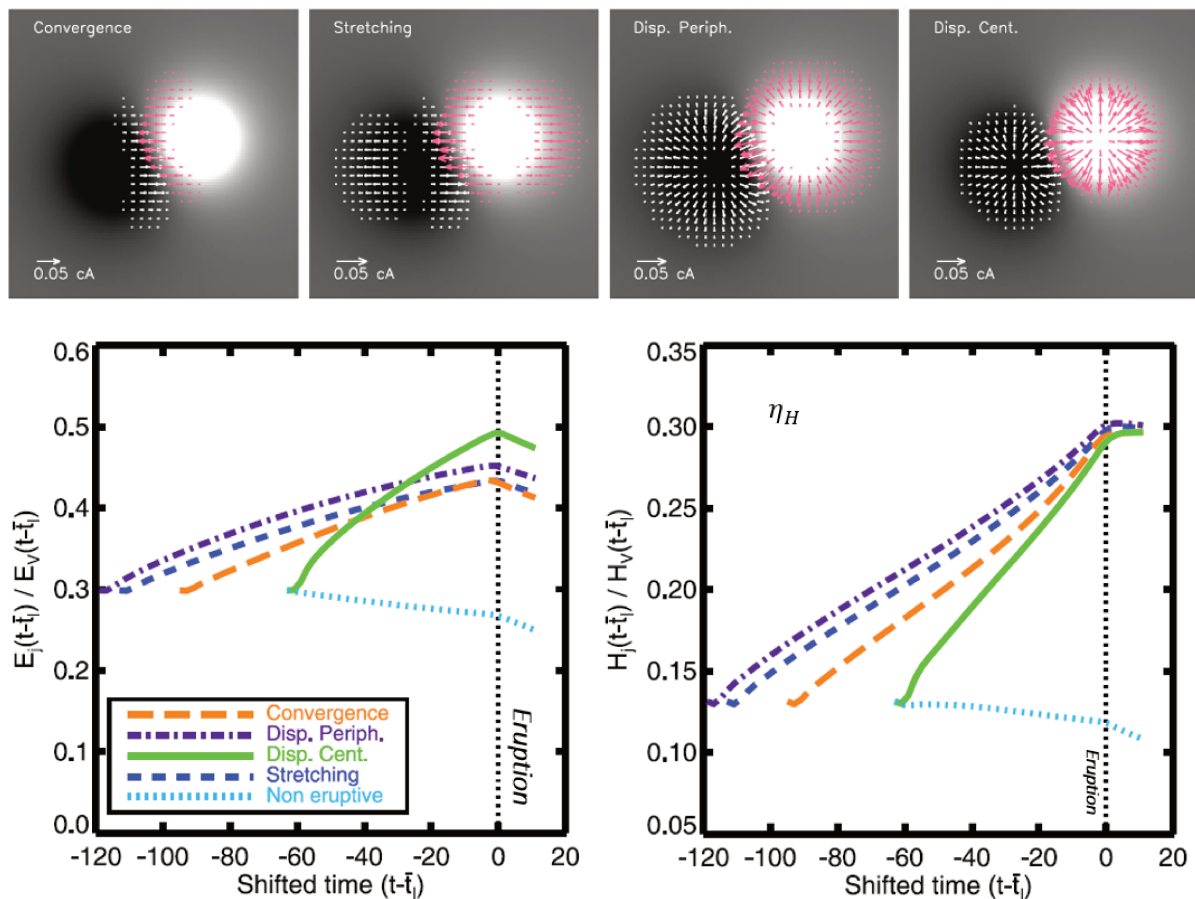 Convergence
Stretching
Disp. Periph.
Disp. Cent.
0.05 cA
0.05 cA
0.05 cA
0.05 cA
0.6
0.5
0.4
0.3
0.2
0.1
0.0
E_j(t-t̄_l) / E_V(t-t̄_l)
Convergence
Disp. Periph.
Disp. Cent.
Stretching
Non eruptive
Eruption
-120 -100 -80 -60 -40 -20 0 20
Shifted time (t-t̄_l)
0.35
0.30
0.25
0.20
0.15
0.10
0.05
H_j(t-t̄_l) / H_V(t-t̄_l)
η_H
Eruption
-120 -100 -80 -60 -40 -20 0 20
Shifted time (t-t̄_l)